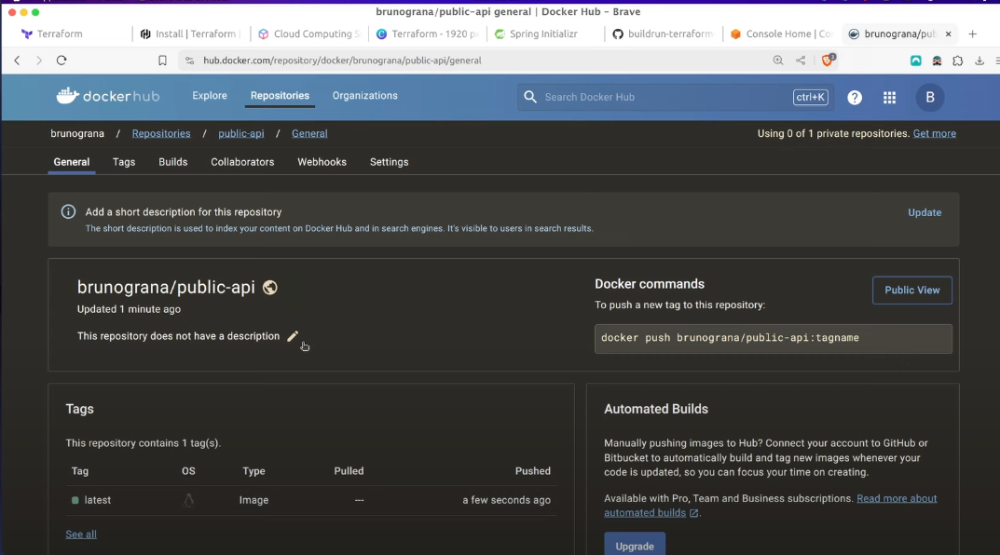 brunograna/public-api general | Docker Hub - Brave
Terraform
Install | Terraform
Cloud Computing S
Terraform - 1920 p
Spring Initializr
buildrun-terraform
Console Home | Co
brunograna/pub
hub.docker.com/repository/docker/brunograna/public-api/general
3
dockerhub
Explore
Repositories
Organizations
Search Docker Hub
ctrl+K
B
brunograna / Repositories / public-api / General
Using 0 of 1 private repositories. Get more
General
Tags
Builds
Collaborators
Webhooks
Settings
Add a short description for this repository
Update
The short description is used to index your content on Docker Hub and in search engines. It's visible to users in search results.
brunograna/public-api
Updated 1 minute ago
This repository does not have a description
Docker commands
Public View
To push a new tag to this repository:
docker push brunograna/public-api:tagname
Tags
This repository contains 1 tag(s).
Tag OS Type Pulled Pushed
latest Image --- a few seconds ago
See all
Automated Builds
Manually pushing images to Hub? Connect your account to GitHub or
Bitbucket to automatically build and tag new images whenever your
code is updated, so you can focus your time on creating.
Available with Pro, Team and Business subscriptions. Read more about
automated builds .
Upgrade